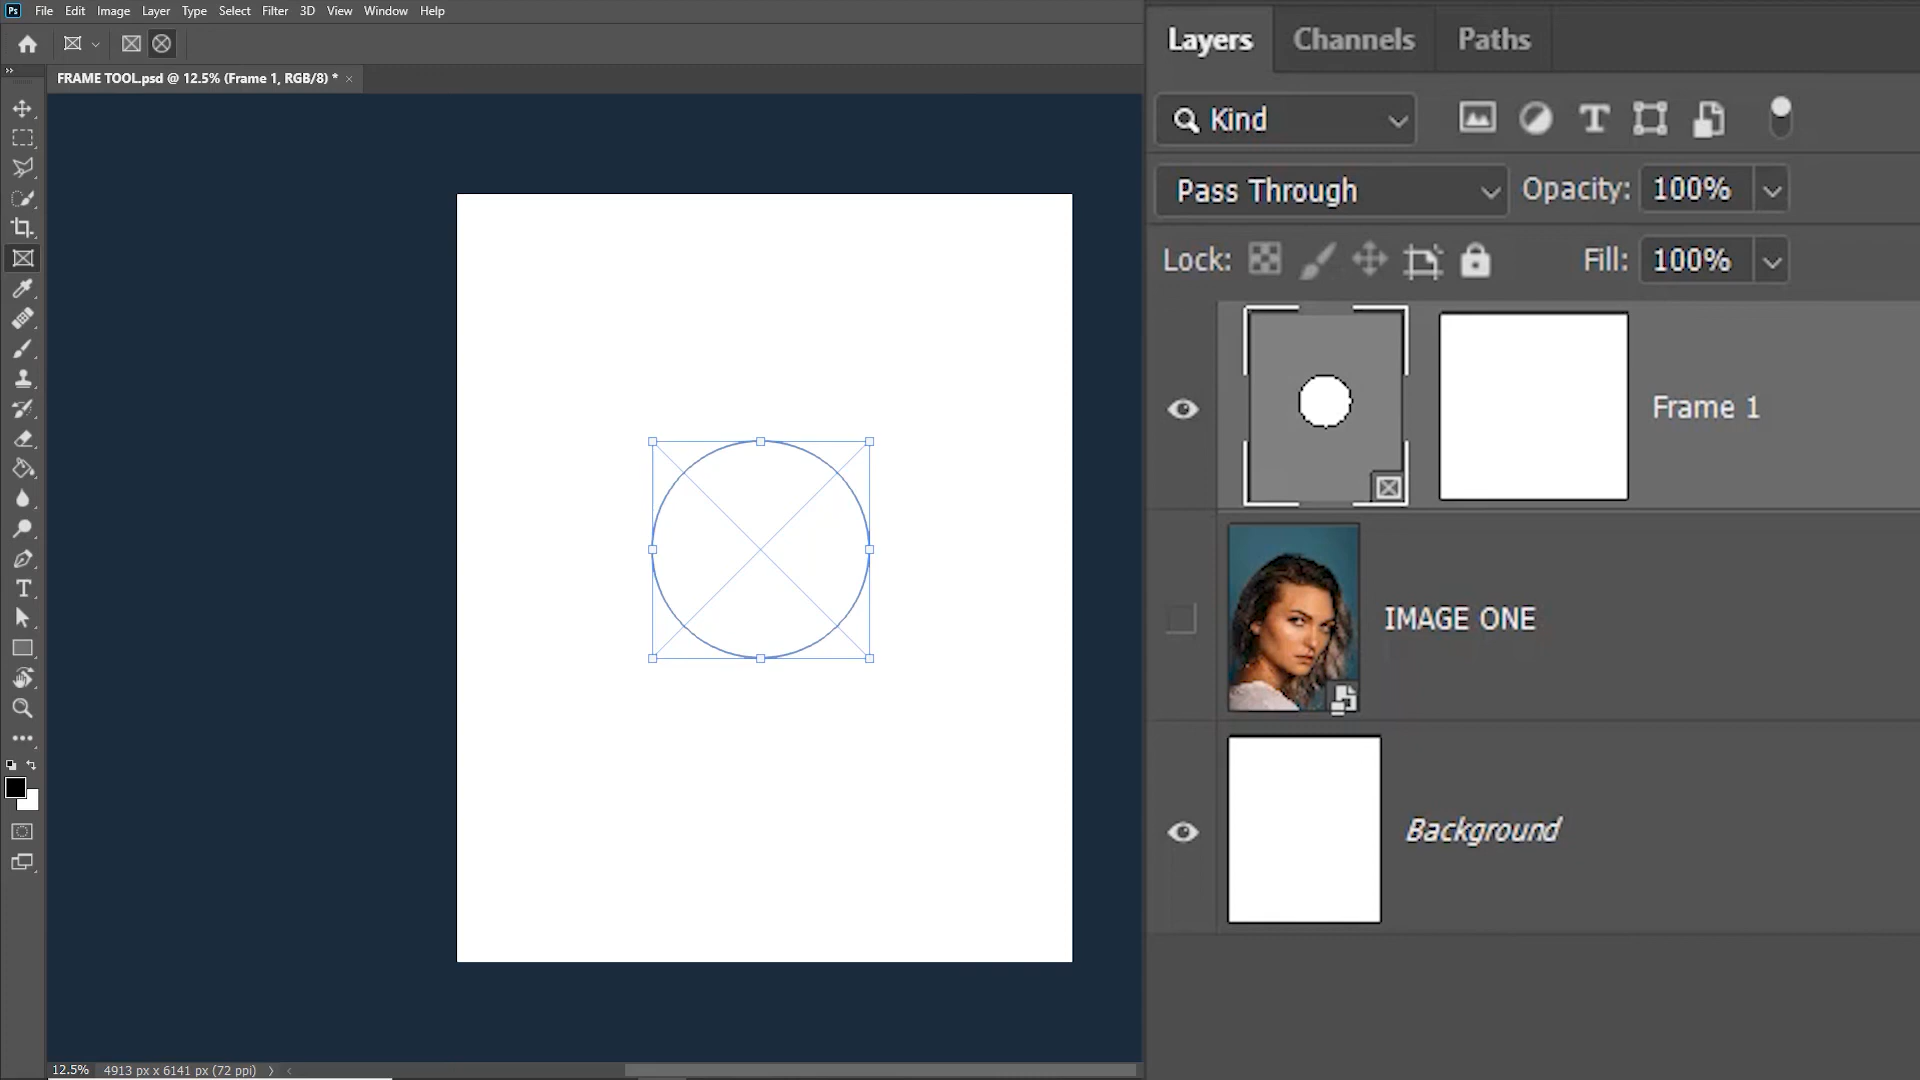 Ps File Edit Image Layer Type Select Filter 3D View Window Help
FRAME TOOL.psd @ 12.5% (Frame 1, RGB/8) *
Layers Channels Paths
Kind
Pass Through Opacity: 100%
Lock: Fill: 100%
Frame 1
IMAGE ONE
Background
12.5% 4913 px x 6141 px (72 ppi)